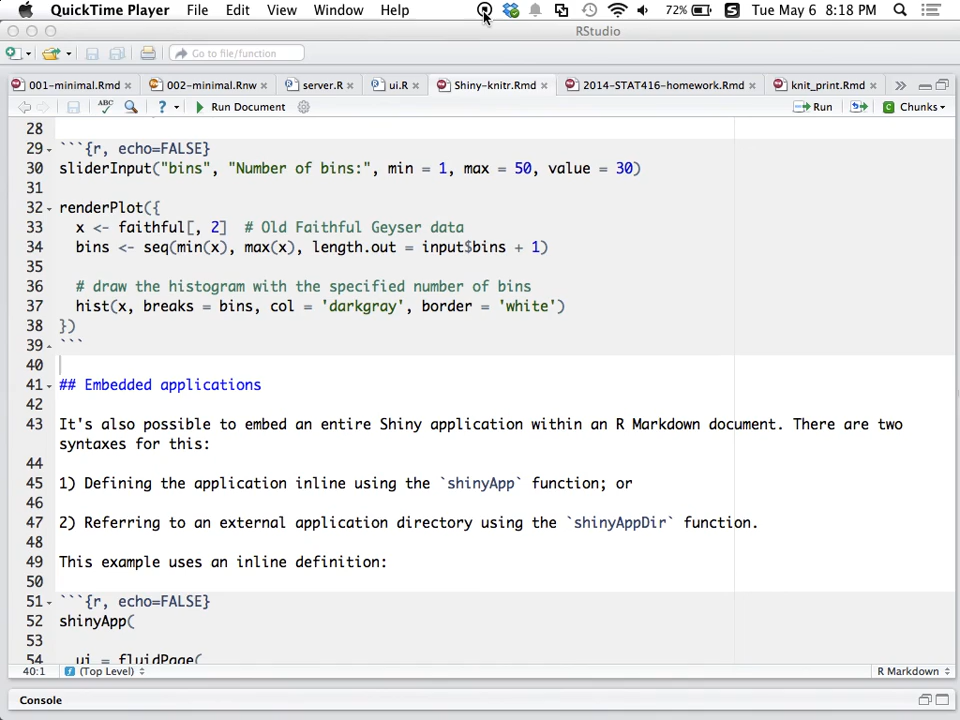 QuickTime Player File Edit View Window Help 72% S Tue May 6 8:18 PM
RStudio
Go to file/function
001-minimal.Rmd 002-minimal.Rnw server.R ui.R Shiny-knitr.Rmd 2014-STAT416-homework.Rmd knit_print.Rmd
ABC ? Run Document Run C Chunks
28
29 ```{r, echo=FALSE}
30 sliderInput("bins", "Number of bins:", min = 1, max = 50, value = 30)
31
32 renderPlot({
33 x <- faithful[, 2] # Old Faithful Geyser data
34 bins <- seq(min(x), max(x), length.out = input$bins + 1)
35
36 # draw the histogram with the specified number of bins
37 hist(x, breaks = bins, col = 'darkgray', border = 'white')
38 })
39 ```
40
41 ## Embedded applications
42
43 It's also possible to embed an entire Shiny application within an R Markdown document. There are two
syntaxes for this:
44
45 1) Defining the application inline using the `shinyApp` function; or
46
47 2) Referring to an external application directory using the `shinyAppDir` function.
48
49 This example uses an inline definition:
50
51 ```{r, echo=FALSE}
52 shinyApp(
53
54 ui = fluidPage(
40:1 (Top Level) R Markdown
Console